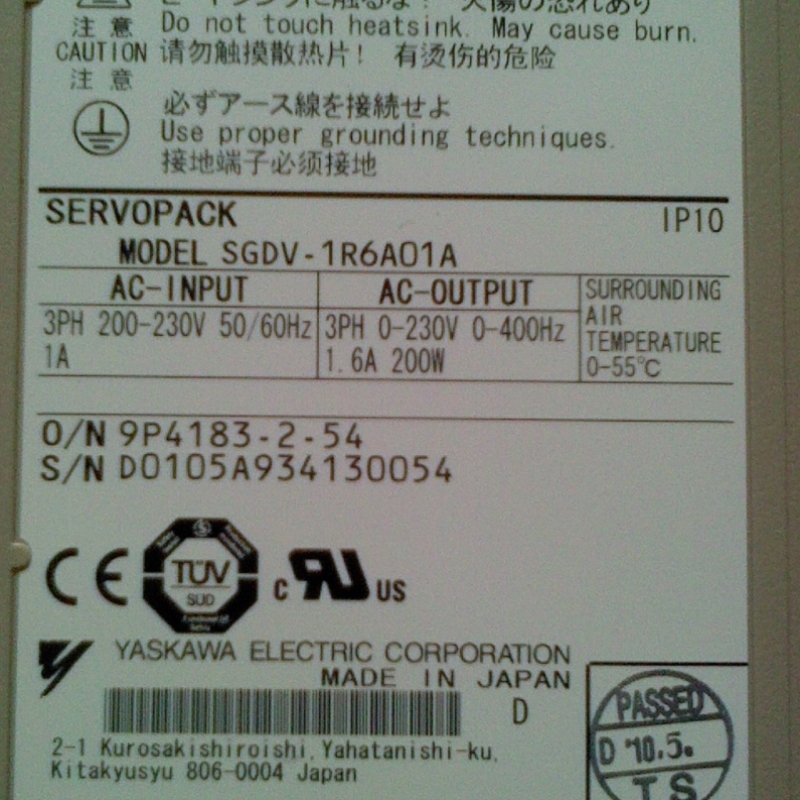 注意 Do not touch heatsink. May cause burn.
CAUTION 请勿触摸散热片! 有烫伤的危险
注意
必ずアース線を接続せよ
Use proper grounding techniques.
接地端子必须接地
SERVOPACK IP10
MODEL SGDV-1R6A01A
AC-INPUT AC-OUTPUT SURROUNDING
AIR
3PH 200-230V 50/60Hz 3PH 0-230V 0-400Hz TEMPERATURE
1A 1.6A 200W 0-55℃
O/N 9P4183-2-54
S/N D0105A934130054
CE TÜV SÜD c RU US
YASKAWA ELECTRIC CORPORATION
MADE IN JAPAN
D
2-1 Kurosakishiroishi,Yahatanishi-ku,
Kitakyusyu 806-0004 Japan
PASSED
D '10.5.
T S